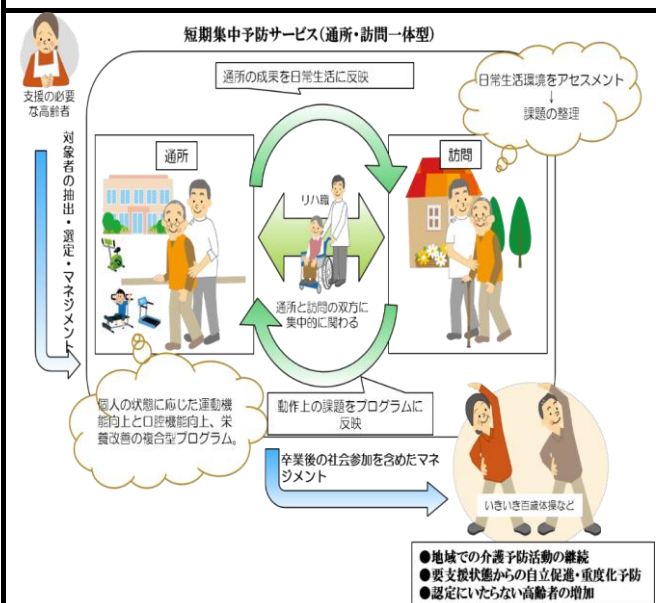 短期集中予防サービス(通所・訪問一体型)
支援の必要
な高齢者
対象者の抽出・選定・マネジメント
通所の成果を日常生活に反映
日常生活環境をアセスメント
↓
課題の整理
通所
リハ職
訪問
通所と訪問の双方に
集中的に関わる
個人の状態に応じた運動機
能向上と口腔機能向上、栄
養改善の複合型プログラム。
動作上の課題をプログラムに
反映
卒業後の社会参加を含めたマネ
ジメント
いきいき百歳体操など
●地域での介護予防活動の継続
●要支援状態からの自立促進・重度化予防
●認定にいたらない高齢者の増加